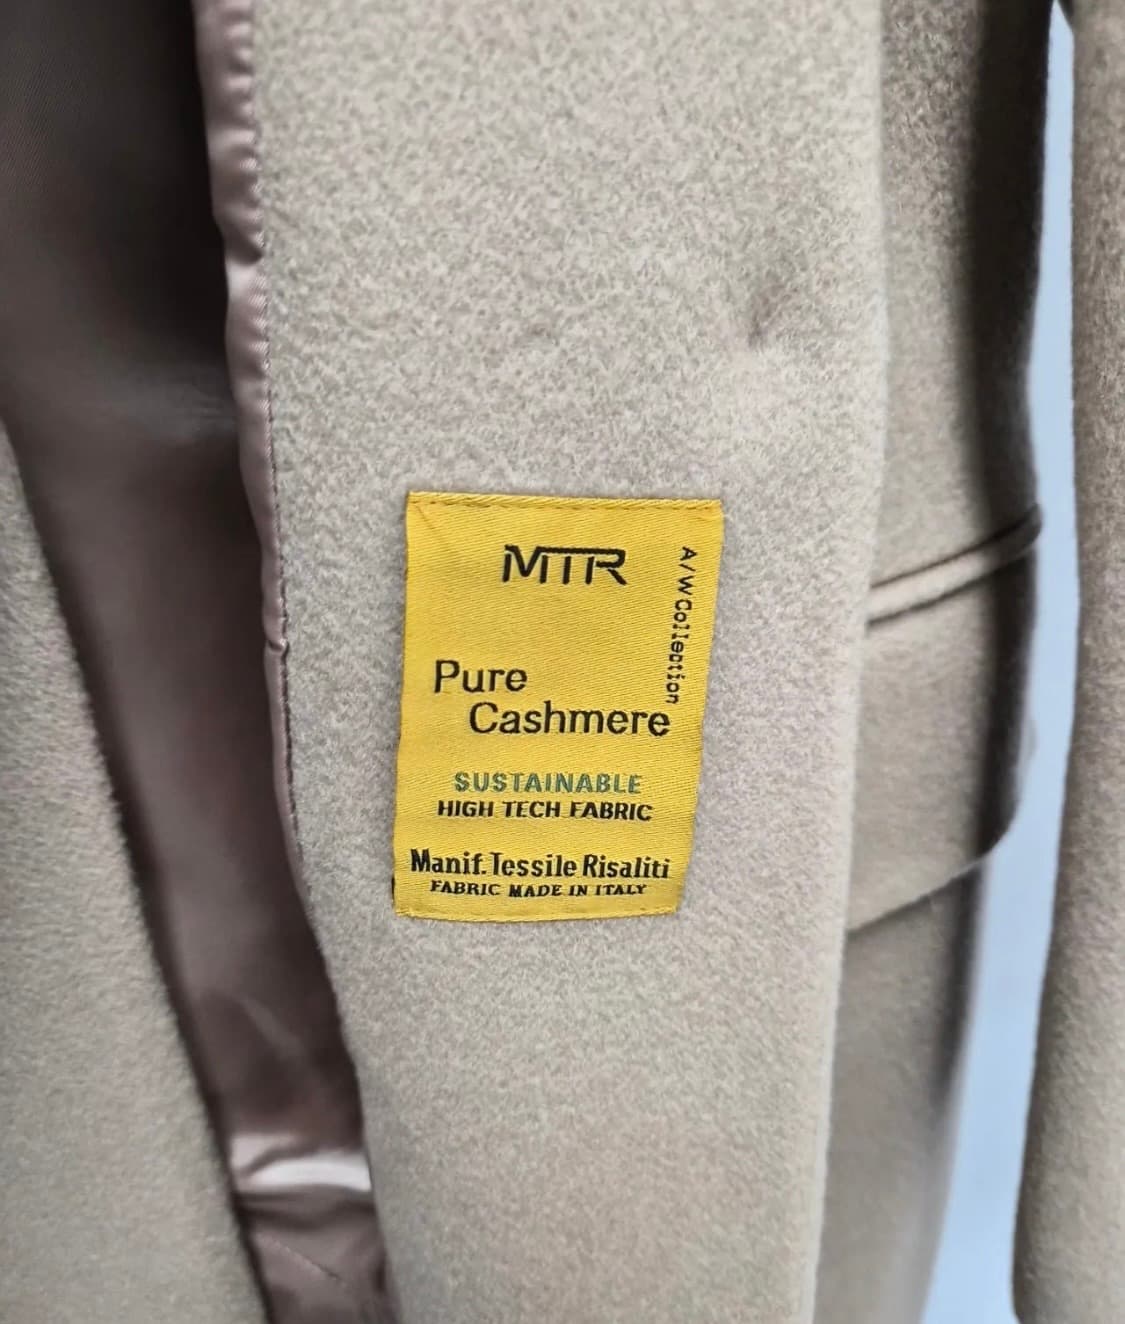 MTR
A/W Collection
Pure
Cashmere
SUSTAINABLE
HIGH TECH FABRIC
Manif. Tessile Risaliti
FABRIC MADE IN ITALY